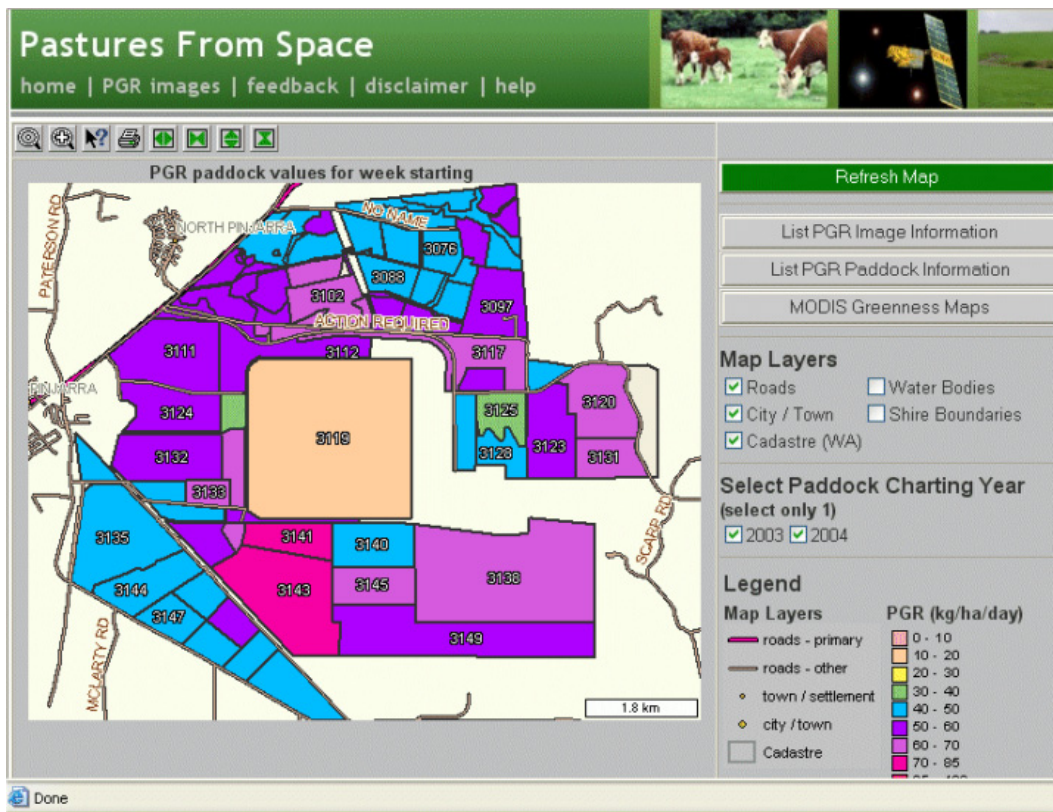 Pastures From Space
home | PGR images | feedback | disclaimer | help
PGR paddock values for week starting
Refresh Map
List PGR Image Information
List PGR Paddock Information
MODIS Greenness Maps
Map Layers
Roads
Water Bodies
City / Town
Shire Boundaries
Cadastre (WA)
Select Paddock Charting Year
(select only 1)
2003
2004
Legend
Map Layers
PGR (kg/ha/day)
roads - primary
roads - other
town / settlement
city / town
Cadastre
0 - 10
10 - 20
20 - 30
30 - 40
40 - 50
50 - 60
60 - 70
70 - 85
PATERSON RD
NORTH PINJARRA
NO NAME
3076
3088
3102
3097
ACTION REQUIRED
3111
3112
3117
PINJARRA
3124
3119
3125
3120
3132
3128
3123
3131
3133
SCARP RD
3135
3141
3140
3144
3143
3145
3138
3147
3149
MCLARTY RD
1.8 km
Done